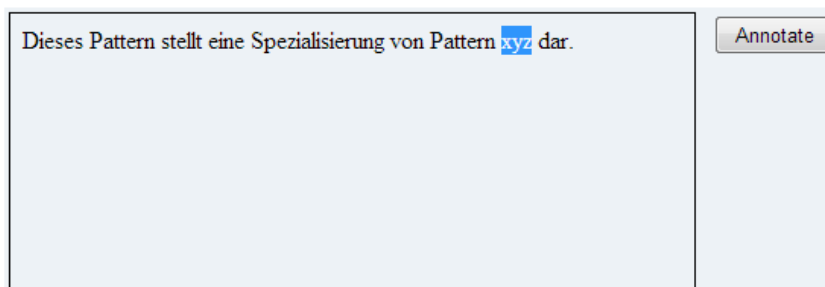 Dieses Pattern stellt eine Spezialisierung von Pattern xyz dar.
Annotate